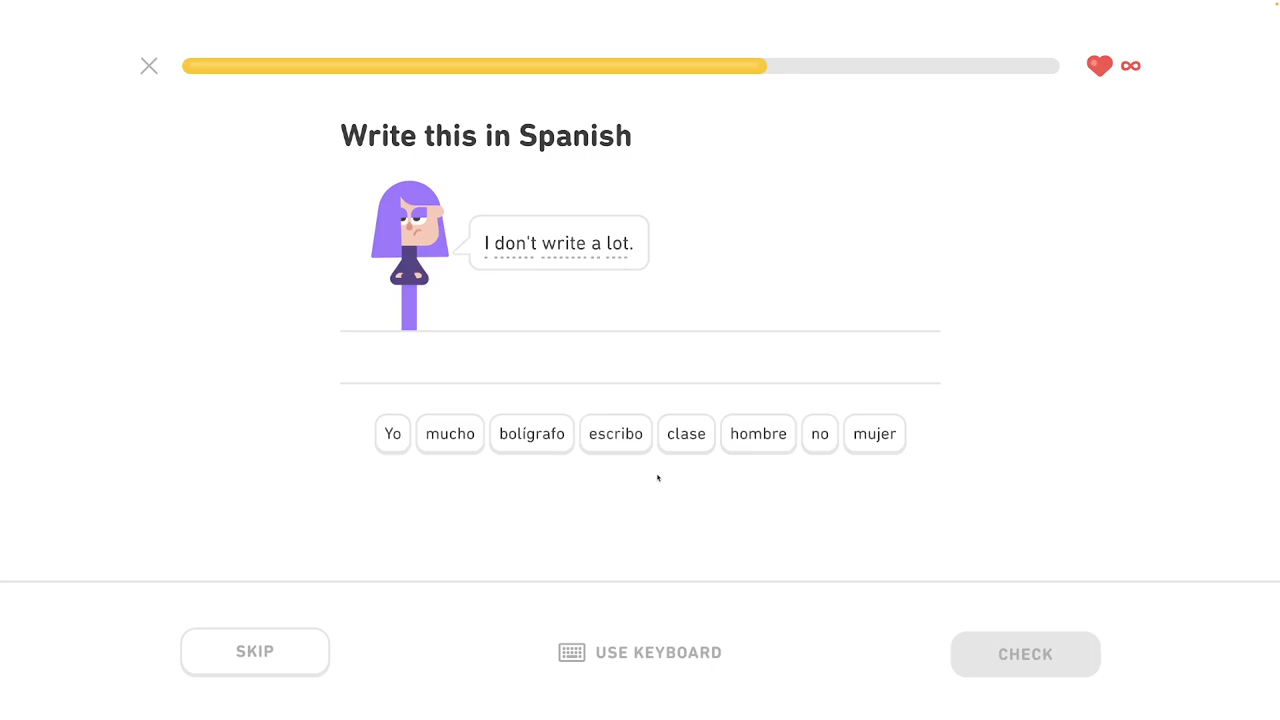 ∞
Write this in Spanish
I don't write a lot.
Yo mucho bolígrafo escribo clase hombre no mujer
SKIP USE KEYBOARD CHECK